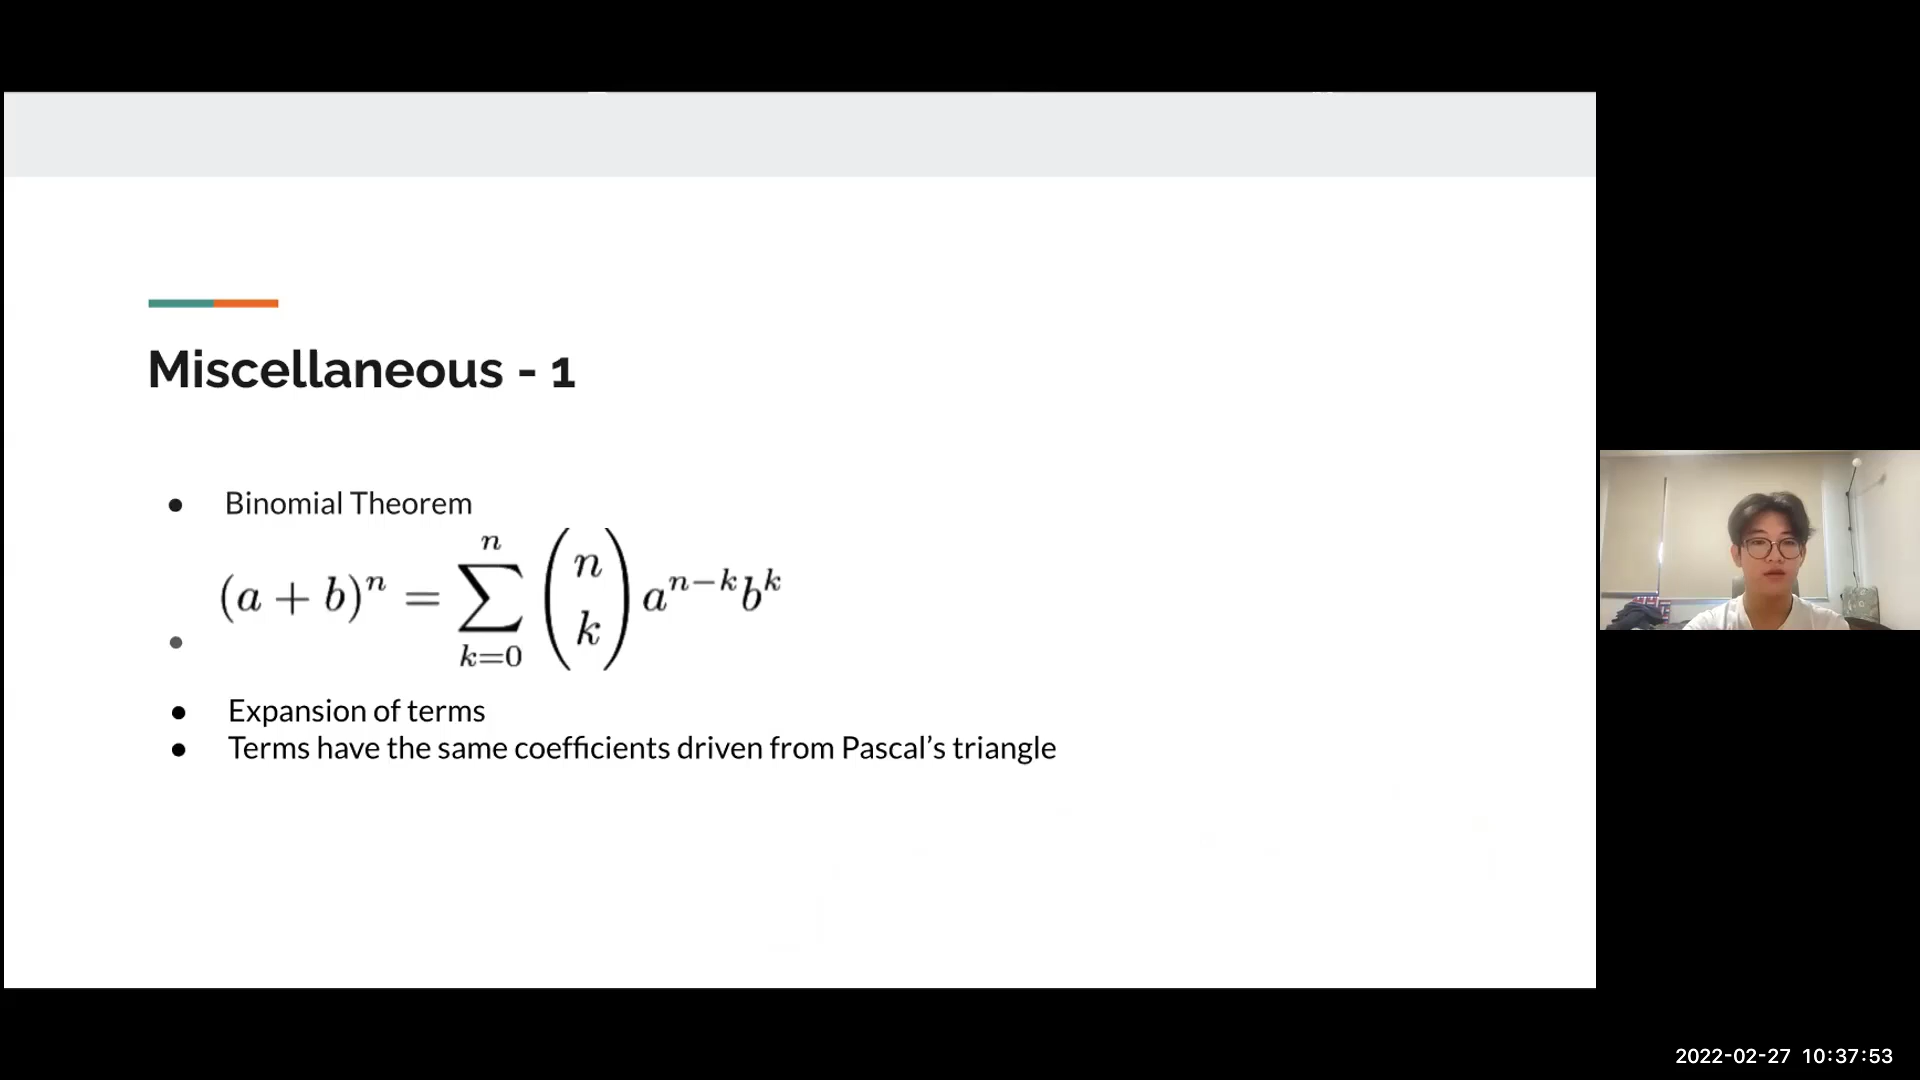 Miscellaneous - 1
● Binomial Theorem
● $(a + b)^n = \sum_{k=0}^{n} \binom{n}{k} a^{n-k} b^k$
● Expansion of terms
● Terms have the same coefficients driven from Pascal’s triangle
2022-02-27 10:37:53